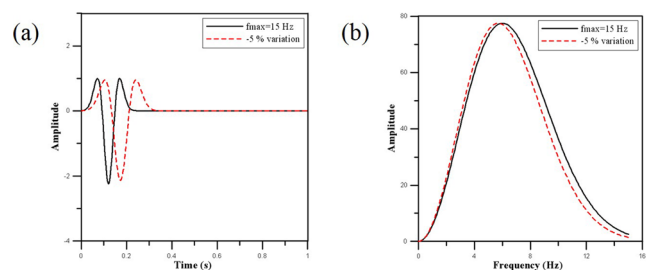 (a)
fmax=15 Hz
-5 % variation
Amplitude
2
0
-2
-4
0
0.2
0.4
0.6
0.8
1
Time (s)
(b)
fmax=15 Hz
-5 % variation
Amplitude
80
60
40
20
0
0
4
8
12
16
Frequency (Hz)